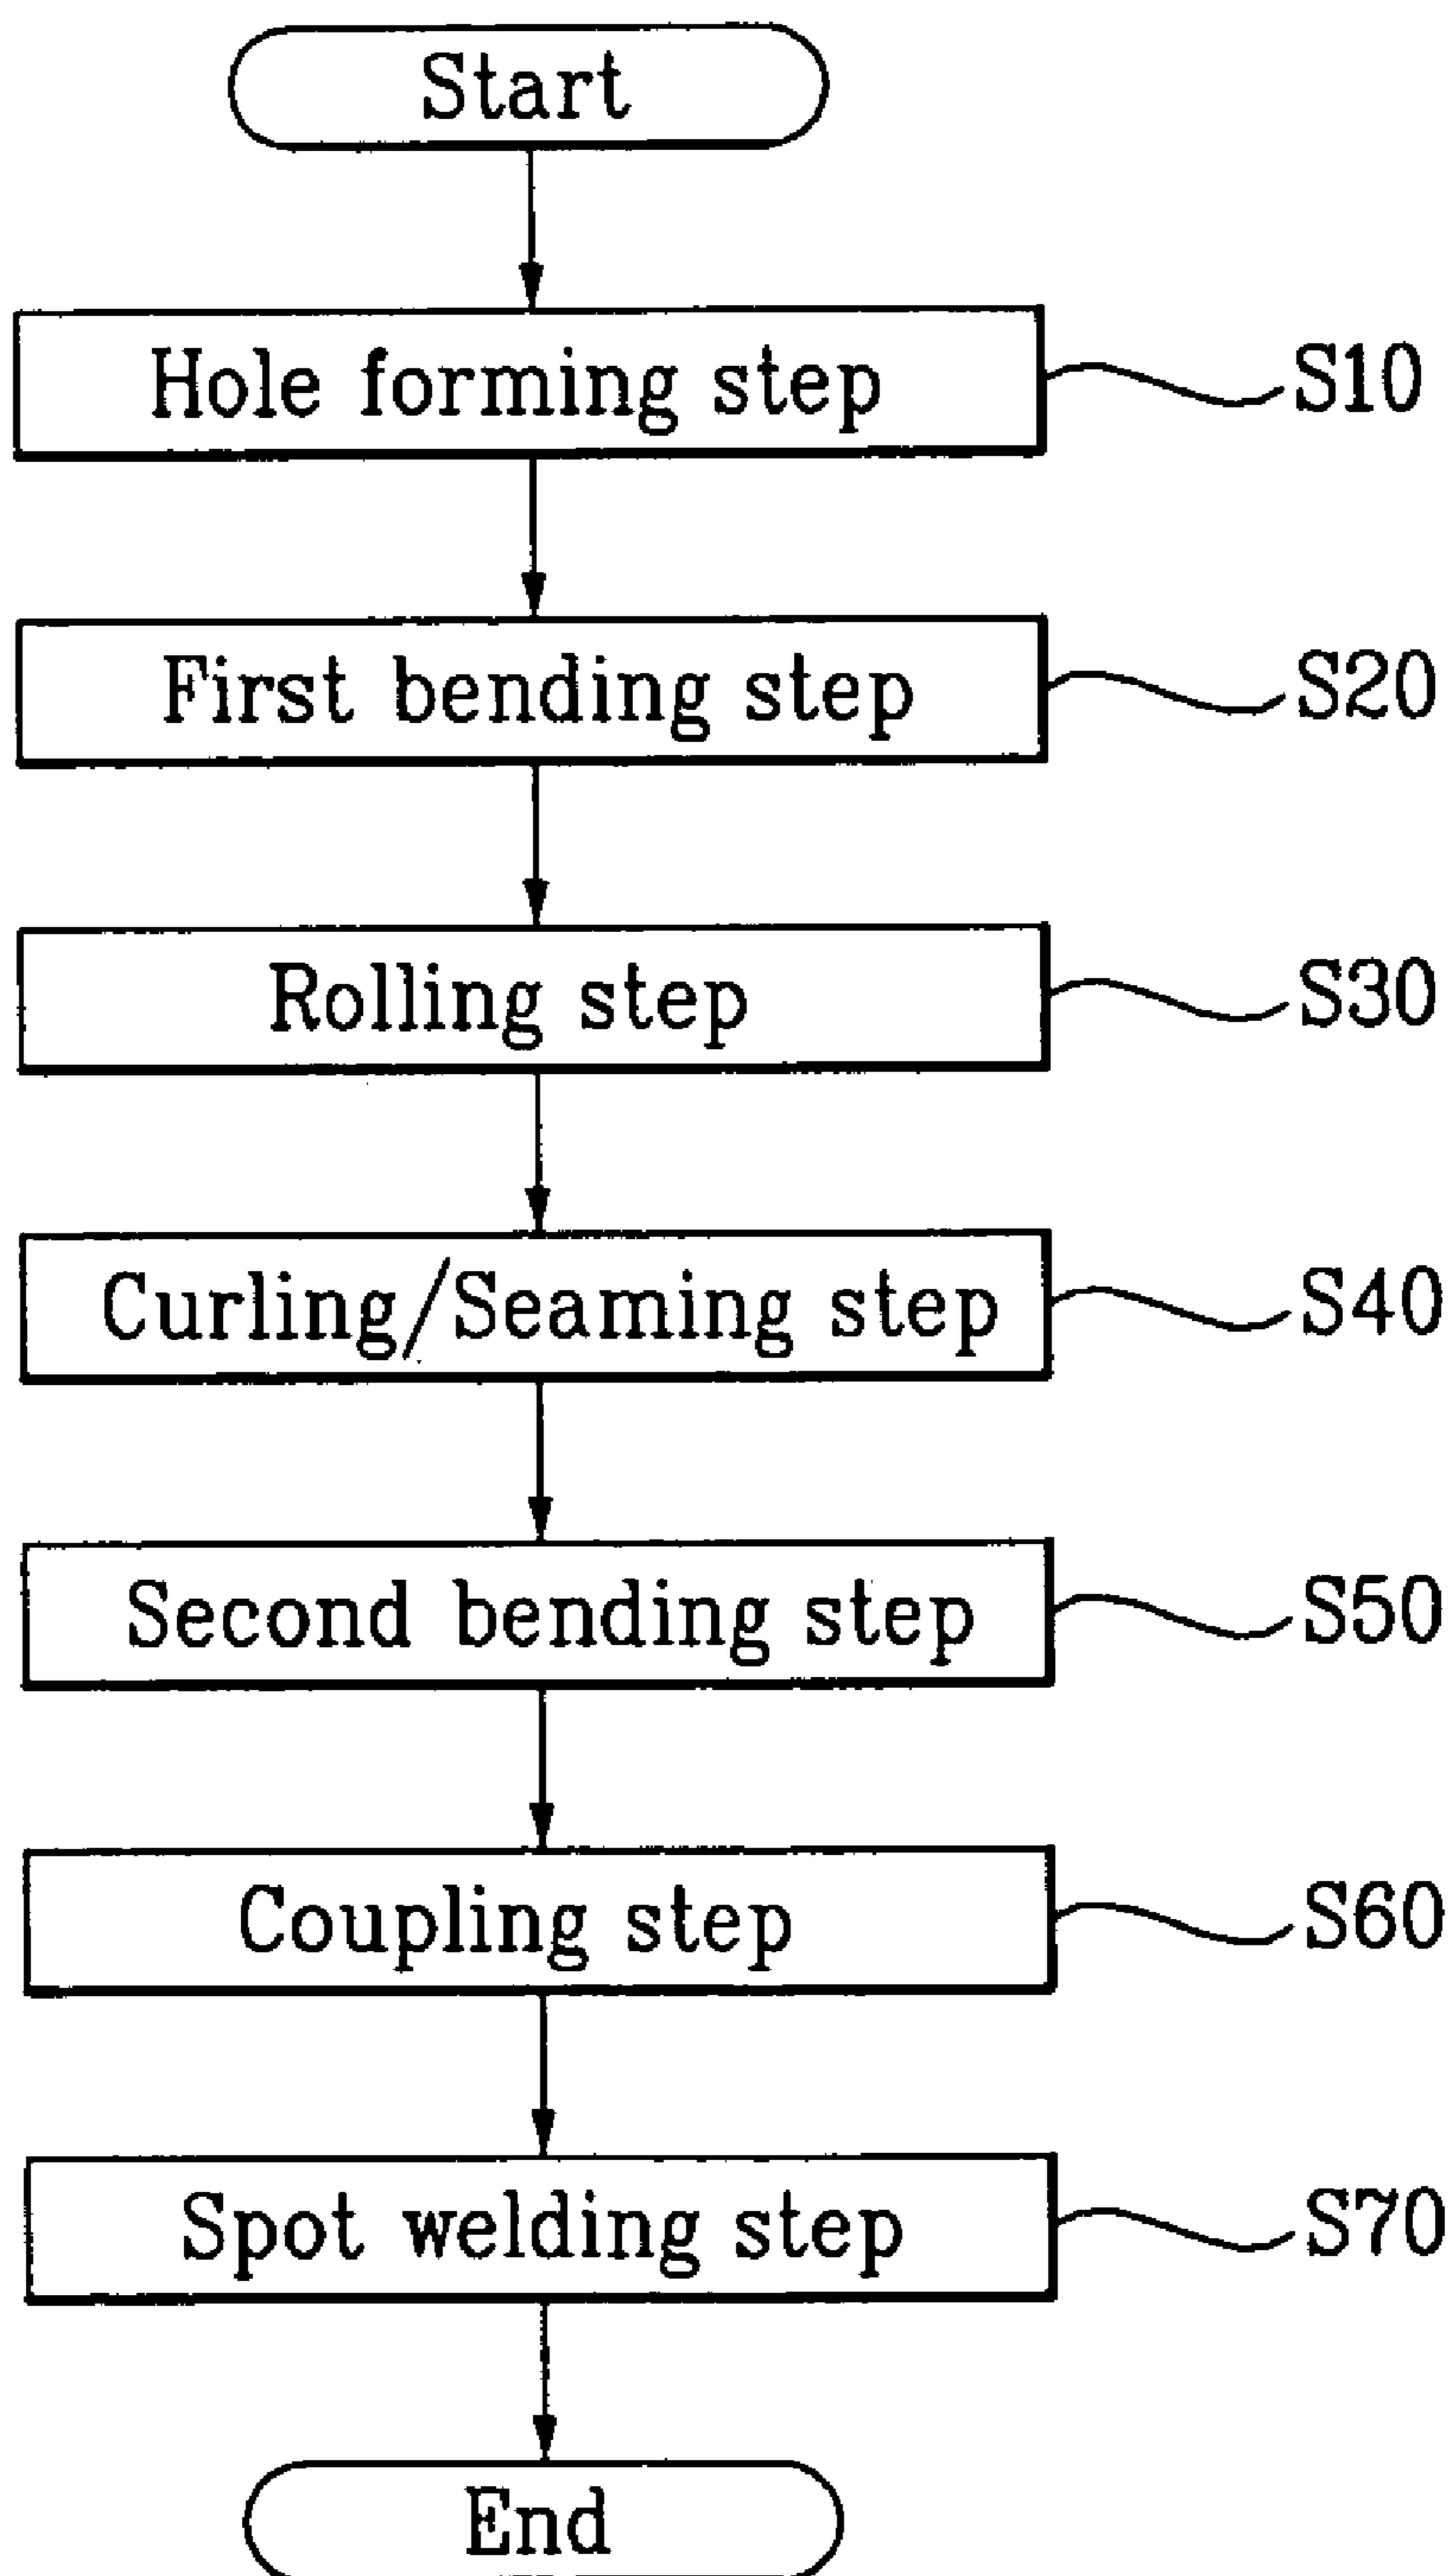 Start
Hole forming step
S10
First bending step
S20
Rolling step
S30
Curling/Seaming step
S40
Second bending step
S50
Coupling step
S60
Spot welding step
S70
End